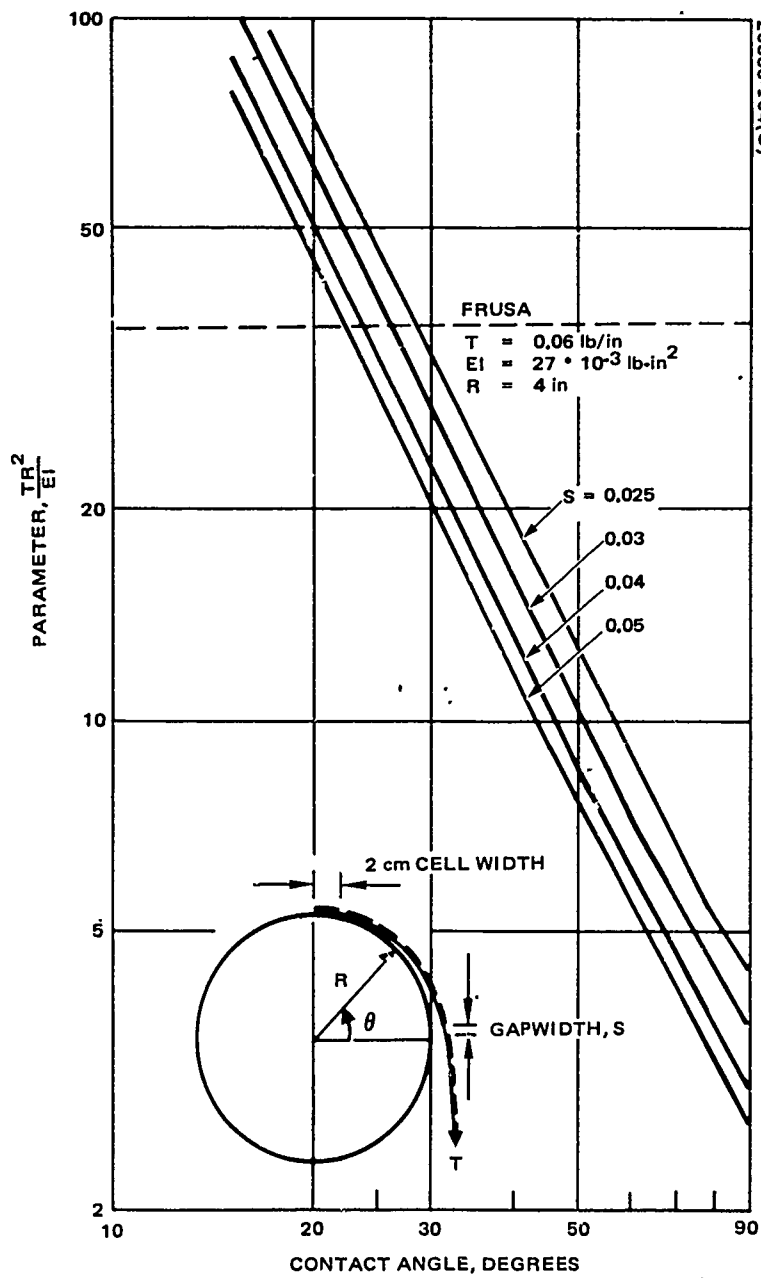 100
50
20
10
5
2
PARAMETER, TR²/EI
FRUSA
T = 0.06 lb/in
EI = 27 * 10⁻³ lb-in²
R = 4 in
S = 0.025
0.03
0.04
0.05
2 cm CELL WIDTH
R
θ
GAPWIDTH, S
T
10
20
30
50
90
CONTACT ANGLE, DEGREES